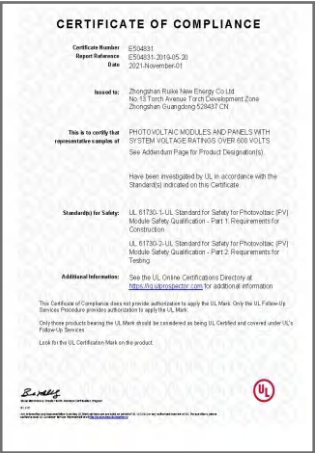 CERTIFICATE OF COMPLIANCE
Certificate Number E504831
Report Reference E504831-2019-05-20
Date 2021-November-01
Issued to: Zhongshan Ruike New Energy Co Ltd
No.13 Torch Avenue Torch Development Zone
Zhongshan Guangdong 528437 CN
This is to certify that PHOTOVOLTAIC MODULES AND PANELS WITH
representative samples of SYSTEM VOLTAGE RATINGS OVER 600 VOLTS
See Addendum Page for Product Designation(s).
Have been investigated by UL in accordance with the
Standard(s) indicated on this Certificate.
Standard(s) for Safety: UL 61730-1-UL Standard for Safety for Photovoltaic (PV)
Module Safety Qualification - Part 1: Requirements for
Construction
UL 61730-2-UL Standard for Safety for Photovoltaic (PV)
Module Safety Qualification - Part 2: Requirements for
Testing
Additional Information: See the UL Online Certifications Directory at
https://iq.ulprospector.com for additional information
This Certificate of Compliance does not provide authorization to apply the UL Mark. Only the UL Follow-Up
Services Procedure provides authorization to apply the UL Mark.
Only those products bearing the UL Mark should be considered as being UL Certified and covered under UL's
Follow-Up Services.
Look for the UL Certification Mark on the product.
UL